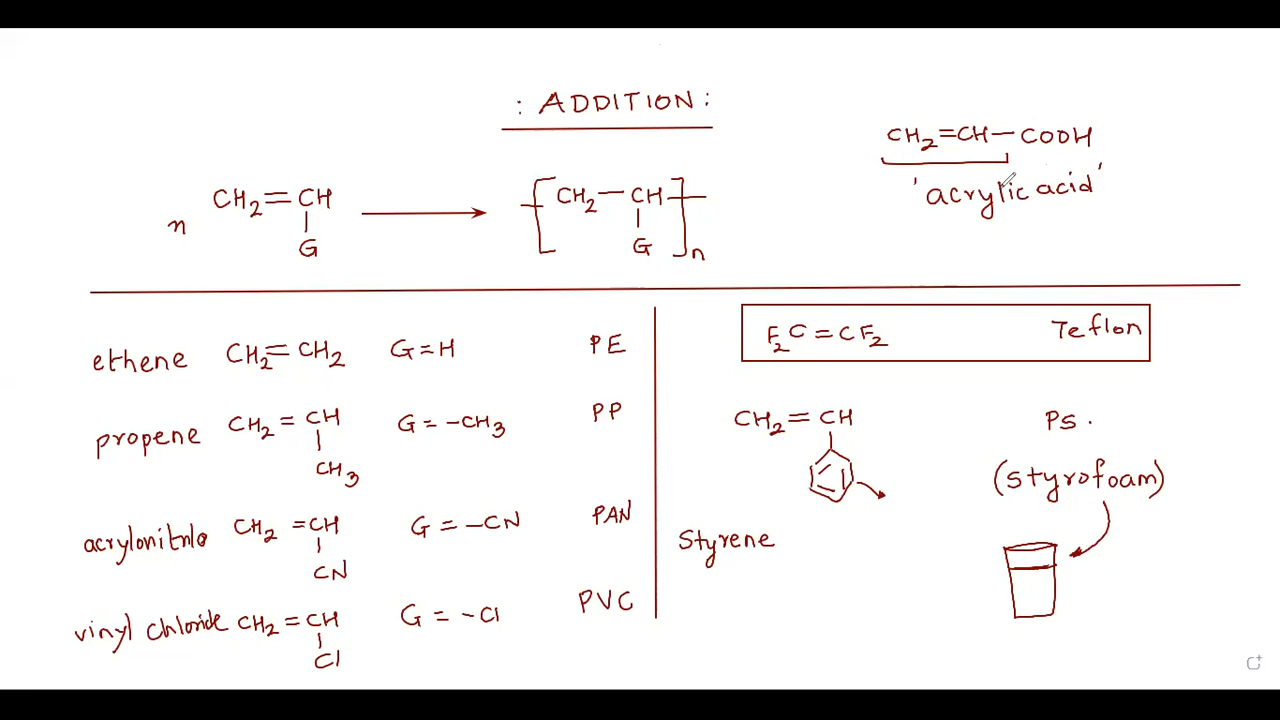 : ADDITION :
CH₂=CH—COOH
'acrylic acid'
n CH₂=CH
G
[CH₂—CH]n
G
ethene CH₂=CH₂ G=H PE
propene CH₂=CH G=-CH₃ PP
CH₃
acrylonitrile CH₂=CH G=-CN PAN
CN
vinyl chloride CH₂=CH G=-Cl PVC
Cl
F₂C=CF₂ Teflon
CH₂=CH PS.
(styrofoam)
Styrene